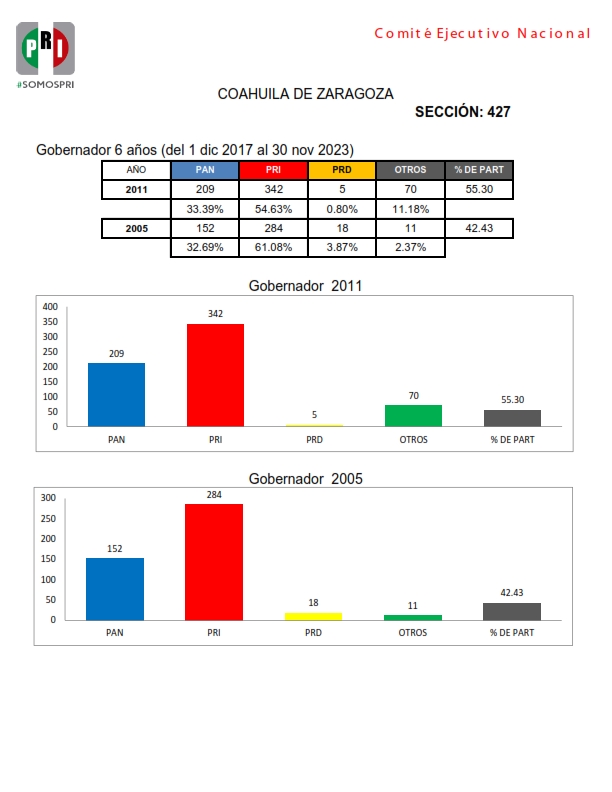 PRI
#SOMOSPRI
Comité Ejecutivo Nacional
COAHUILA DE ZARAGOZA
SECCIÓN: 427
Gobernador 6 años (del 1 dic 2017 al 30 nov 2023)
AÑO PAN PRI PRD OTROS % DE PART
2011 209 342 5 70 55.30
33.39% 54.63% 0.80% 11.18%
2005 152 284 18 11 42.43
32.69% 61.08% 3.87% 2.37%
Gobernador 2011
400
350
300
250
200
150
100
50
0
209
342
5
70
55.30
PAN PRI PRD OTROS % DE PART
Gobernador 2005
300
250
200
150
100
50
0
152
284
18
11
42.43
PAN PRI PRD OTROS % DE PART